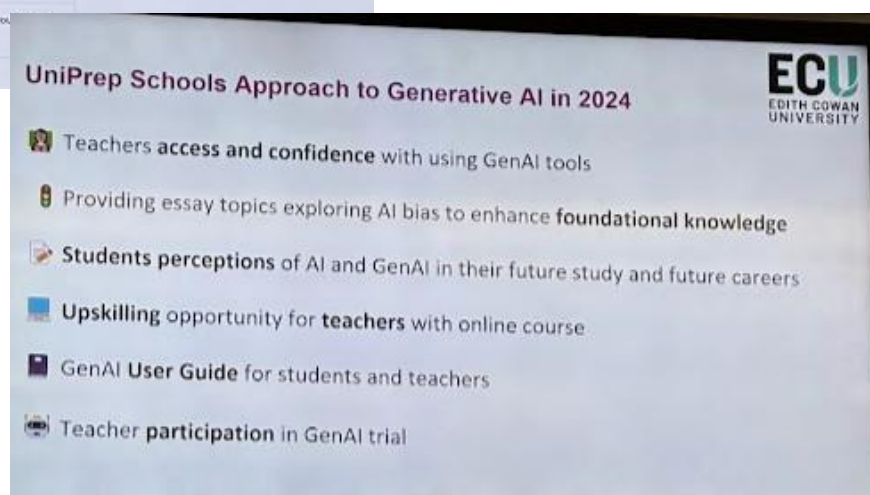 UniPrep Schools Approach to Generative AI in 2024
ECU
EDITH COWAN
UNIVERSITY
Teachers access and confidence with using GenAI tools
Providing essay topics exploring AI bias to enhance foundational knowledge
Students perceptions of AI and GenAI in their future study and future careers
Upskilling opportunity for teachers with online course
GenAI User Guide for students and teachers
Teacher participation in GenAI trial